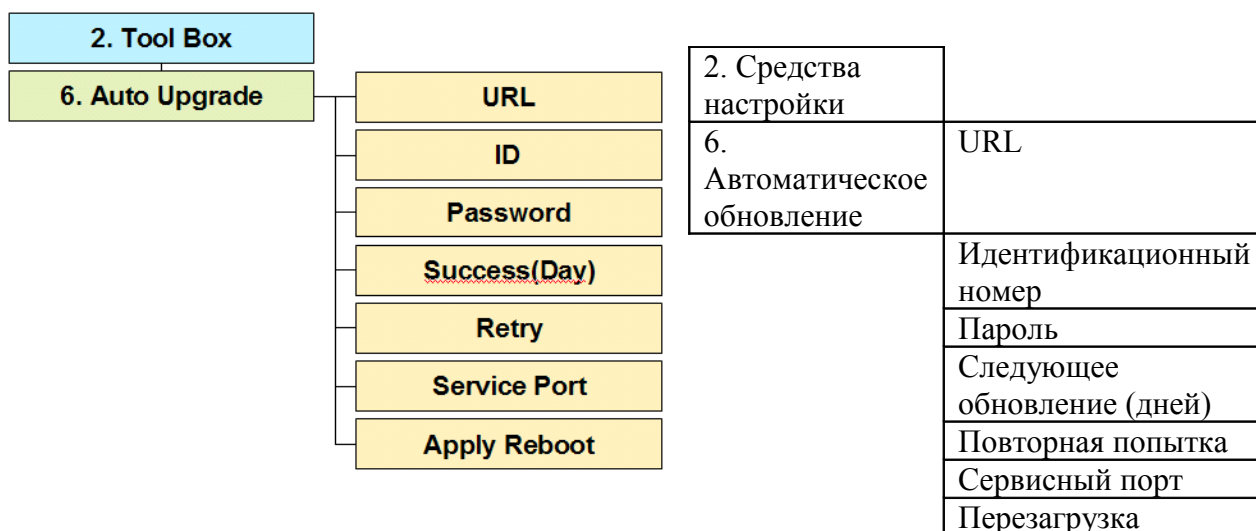 2. Tool Box
6. Auto Upgrade
URL
ID
Password
Success(Day)
Retry
Service Port
Apply Reboot
2. Средства
настройки
6.
Автоматическое
обновление
URL
Идентификационный
номер
Пароль
Следующее
обновление (дней)
Повторная попытка
Сервисный порт
Перезагрузка